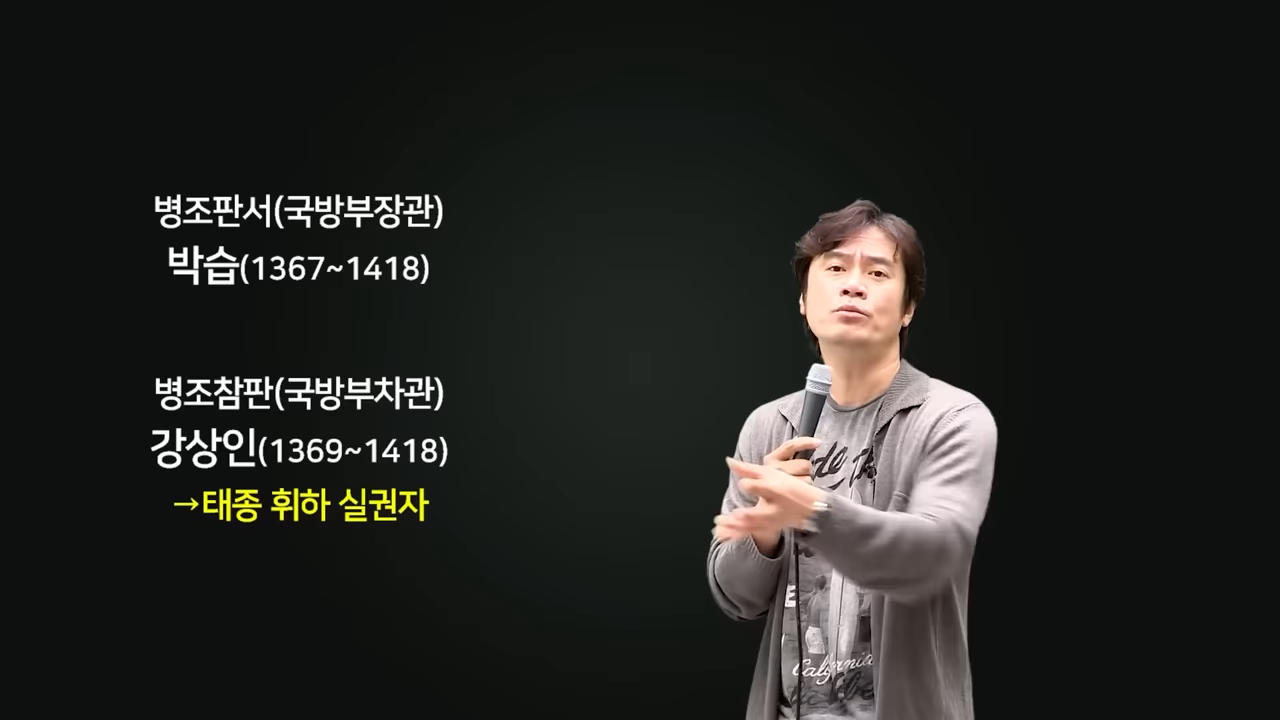 병조판서(국방부장관)
박습(1367~1418)
병조참판(국방부차관)
강상인(1369~1418)
→태종 휘하 실권자
California